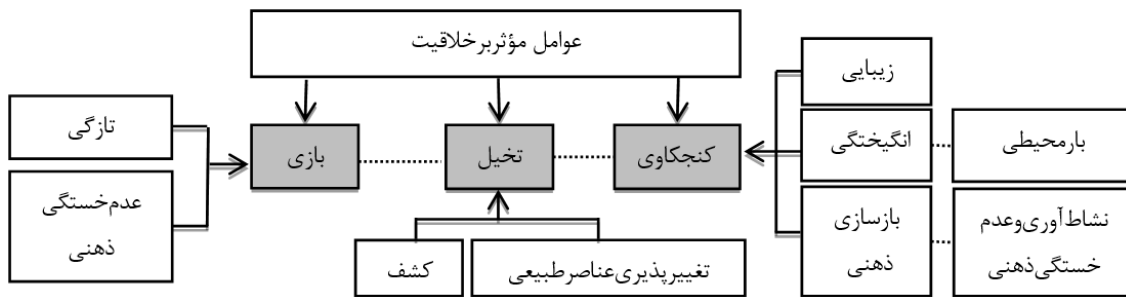 عوامل مؤثربرخلاقیت
زیبایی
تازگی
بازی
تخیل
کنجکاوی
انگیختگی
بارمحیطی
عدم‌خستگی
ذهنی
بازسازی
ذهنی
نشاط‌آوری‌وعدم
خستگی‌ذهنی
کشف
تغییرپذیری‌عناصرطبیعی